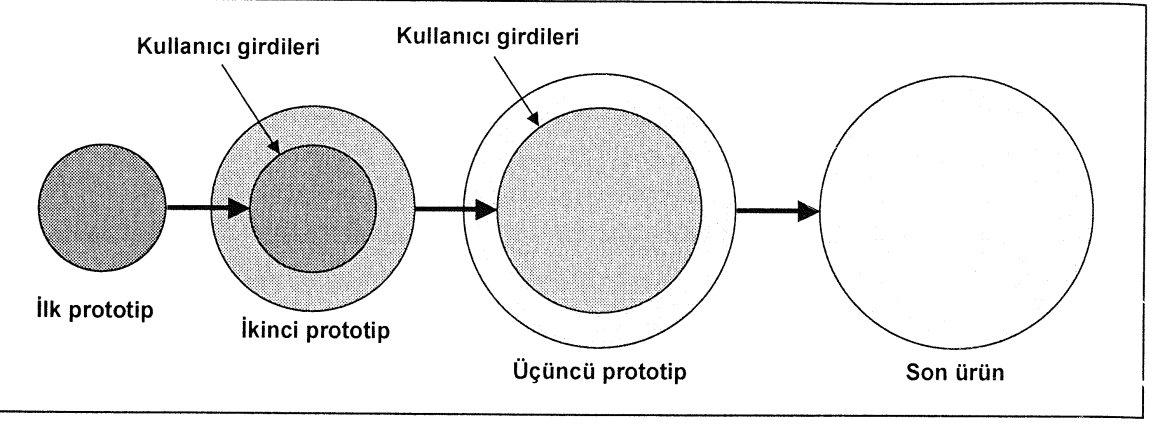 Kullanıcı girdileri
Kullanıcı girdileri
İlk prototip
İkinci prototip
Üçüncü prototip
Son ürün